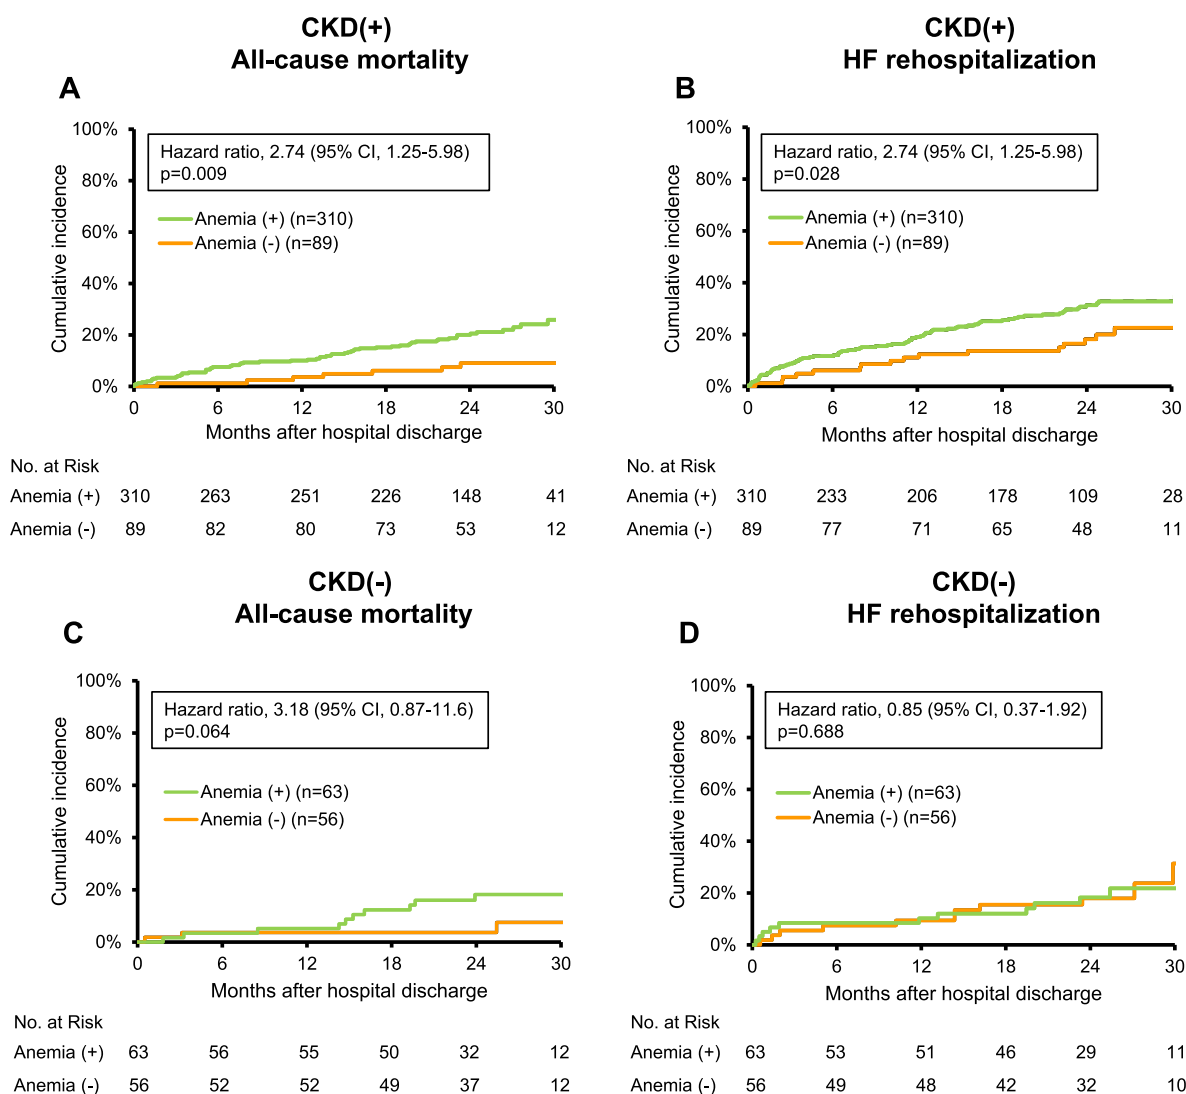 CKD(+)
All-cause mortality
A
Cumulative incidence
100%
80%
60%
40%
20%
0%
Hazard ratio, 2.74 (95% CI, 1.25-5.98)
p=0.009
Anemia (+) (n=310)
Anemia (-) (n=89)
0 6 12 18 24 30
Months after hospital discharge
No. at Risk
Anemia (+) 310 263 251 226 148 41
Anemia (-) 89 82 80 73 53 12
CKD(+)
HF rehospitalization
B
Cumulative incidence
100%
80%
60%
40%
20%
0%
Hazard ratio, 2.74 (95% CI, 1.25-5.98)
p=0.028
Anemia (+) (n=310)
Anemia (-) (n=89)
0 6 12 18 24 30
Months after hospital discharge
No. at Risk
Anemia (+) 310 233 206 178 109 28
Anemia (-) 89 77 71 65 48 11
CKD(-)
All-cause mortality
C
Cumulative incidence
100%
80%
60%
40%
20%
0%
Hazard ratio, 3.18 (95% CI, 0.87-11.6)
p=0.064
Anemia (+) (n=63)
Anemia (-) (n=56)
0 6 12 18 24 30
Months after hospital discharge
No. at Risk
Anemia (+) 63 56 55 50 32 12
Anemia (-) 56 52 52 49 37 12
CKD(-)
HF rehospitalization
D
Cumulative incidence
100%
80%
60%
40%
20%
0%
Hazard ratio, 0.85 (95% CI, 0.37-1.92)
p=0.688
Anemia (+) (n=63)
Anemia (-) (n=56)
0 6 12 18 24 30
Months after hospital discharge
No. at Risk
Anemia (+) 63 53 51 46 29 11
Anemia (-) 56 49 48 42 32 10